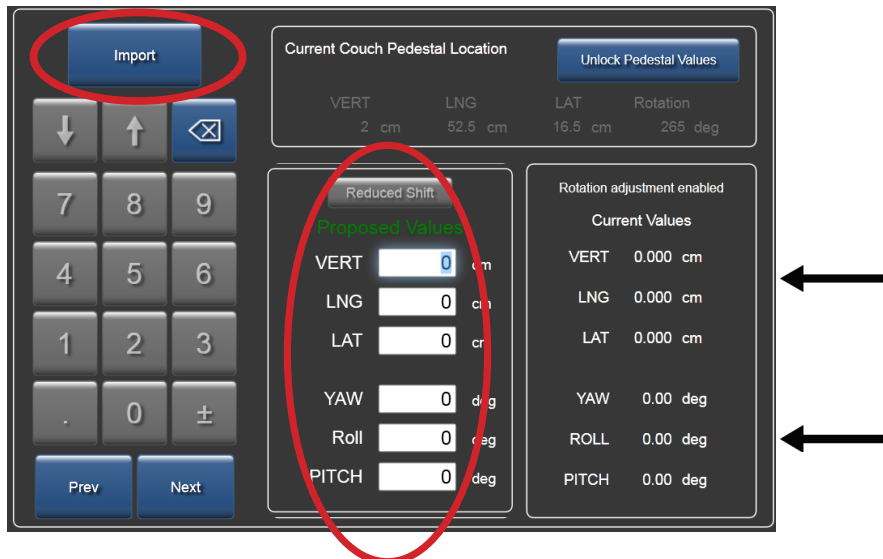 Import
Current Couch Pedestal Location
Unlock Pedestal Values
VERT LNG LAT Rotation
2 cm 52.5 cm 16.5 cm 265 deg
7 8 9
4 5 6
1 2 3
. 0 ±
Prev Next
Reduced Shift
Proposed Values
VERT 0 cm
LNG 0 cm
LAT 0 cm
YAW 0 deg
Roll 0 deg
PITCH 0 deg
Rotation adjustment enabled
Current Values
VERT 0.000 cm
LNG 0.000 cm
LAT 0.000 cm
YAW 0.00 deg
ROLL 0.00 deg
PITCH 0.00 deg